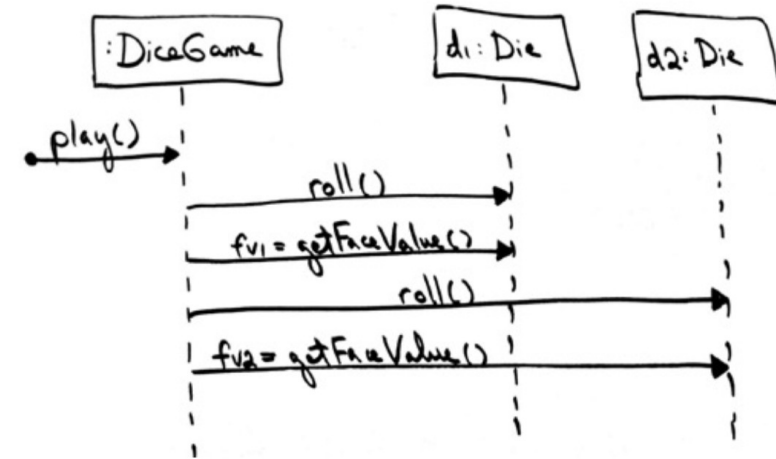 :DiceGame
d1: Die
d2: Die
play()
roll()
fv1 = getFaceValue()
roll()
fv2 = getFaceValue()